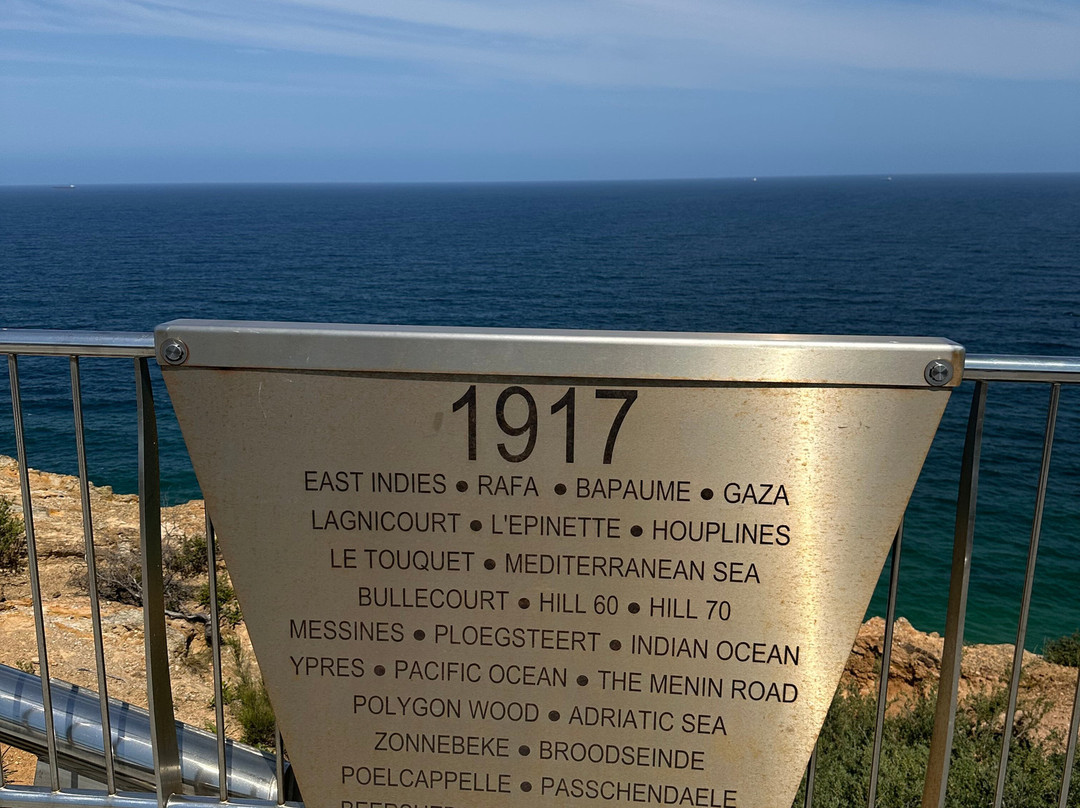 1917
EAST INDIES ● RAFA ● BAPAUME ● GAZA
LAGNICOURT ● L'EPINETTE ● HOUPLINES
LE TOUQUET ● MEDITERRANEAN SEA
BULLECOURT ● HILL 60 ● HILL 70
MESSINES ● PLOEGSTEERT ● INDIAN OCEAN
YPRES ● PACIFIC OCEAN ● THE MENIN ROAD
POLYGON WOOD ● ADRIATIC SEA
ZONNEBEKE ● BROODSEINDE
POELCAPPELLE ● PASSCHENDAELE